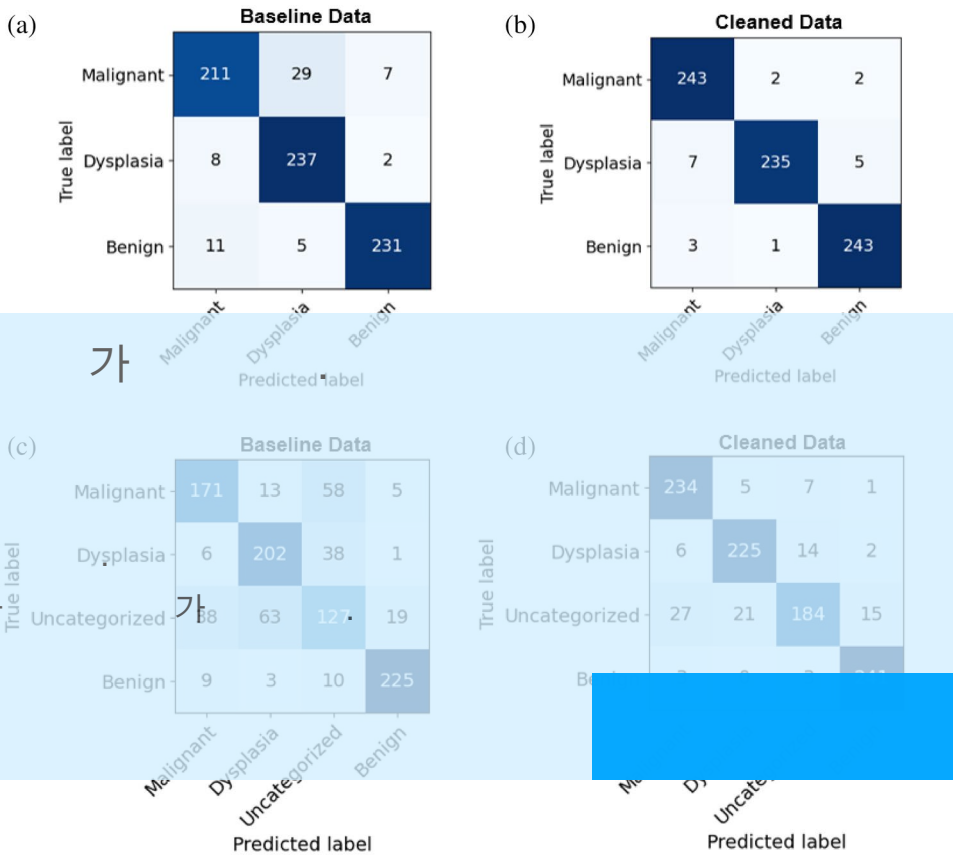 (a)
Baseline Data
True label
Malignant 211 29 7
Dysplasia 8 237 2
Benign 11 5 231
Malignant Dysplasia Benign
Predicted label
(b)
Cleaned Data
True label
Malignant 243 2 2
Dysplasia 7 235 5
Benign 3 1 243
Malignant Dysplasia Benign
Predicted label
가
(c)
Baseline Data
True label
Malignant 171 13 58 5
Dysplasia 6 202 38 1
Uncategorized 38 63 127 19
가
Benign 9 3 10 225
Malignant Dysplasia Uncategorized Benign
Predicted label
(d)
Cleaned Data
True label
Malignant 234 5 7 1
Dysplasia 6 225 14 2
Uncategorized 27 21 184 15
Predicted label